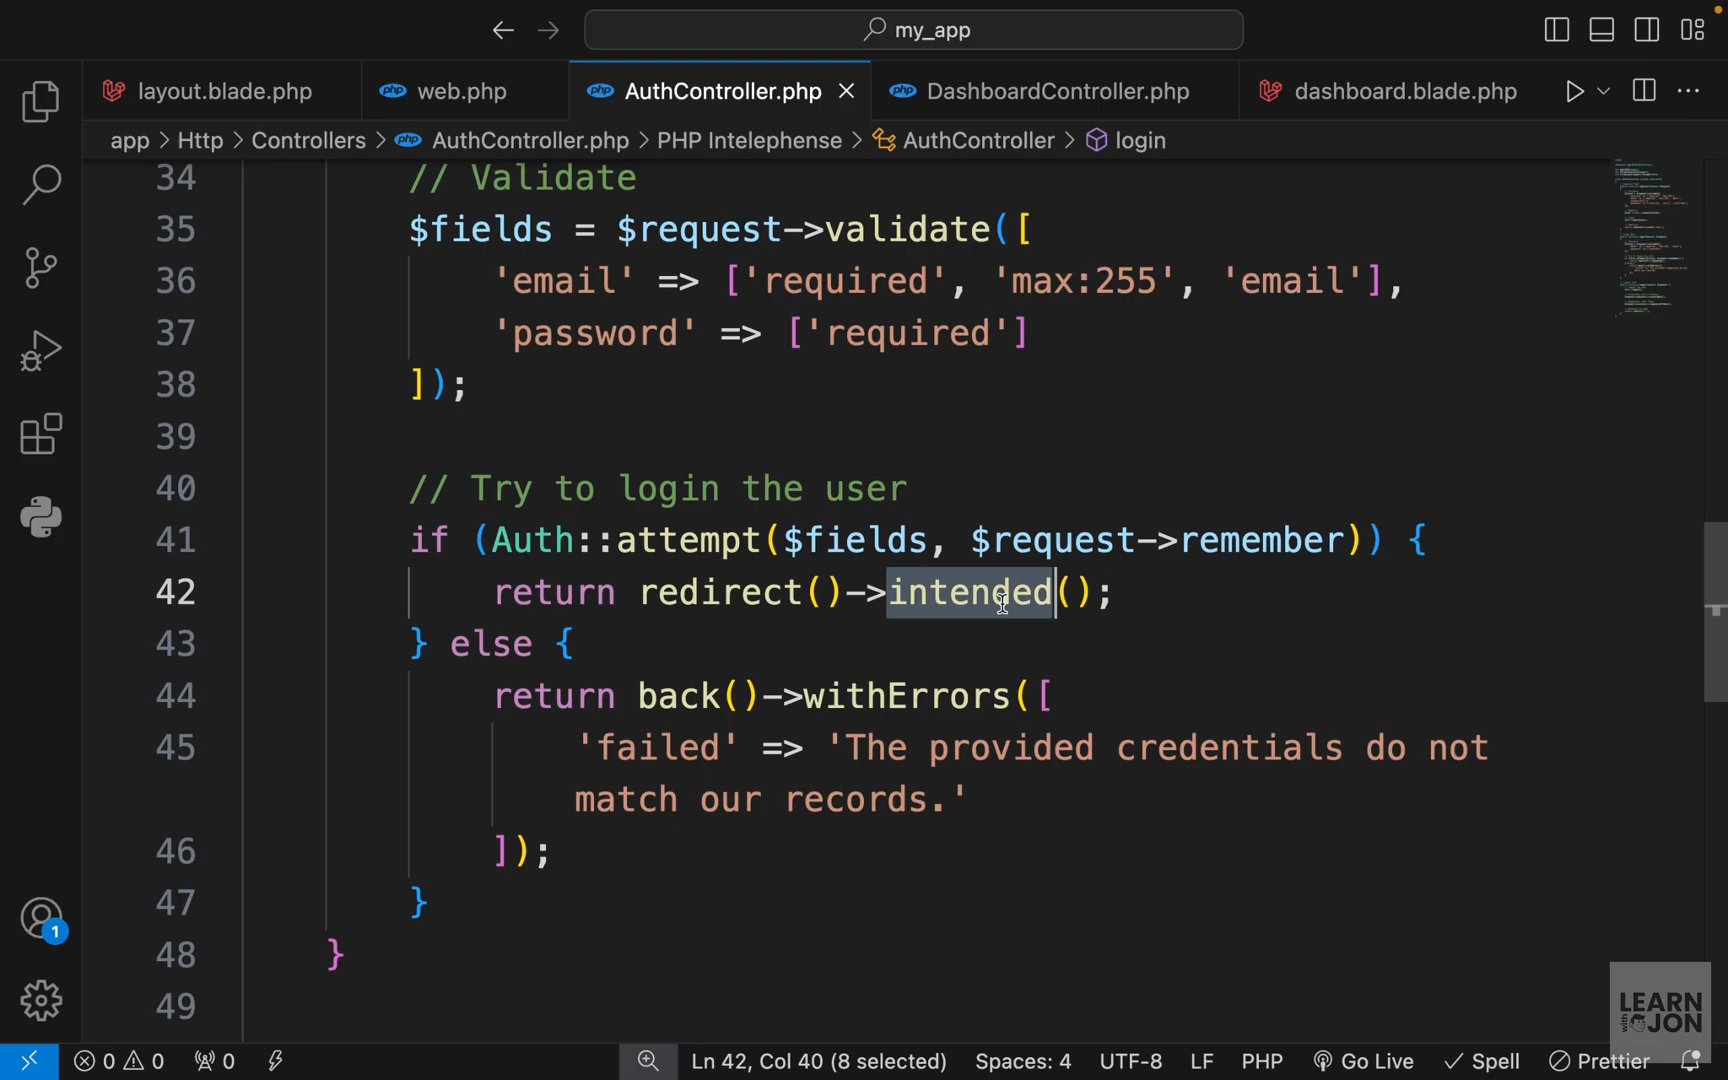 my_app
layout.blade.php
web.php
AuthController.php
DashboardController.php
dashboard.blade.php
app > Http > Controllers > AuthController.php > PHP Intelephense > AuthController > login
34 // Validate
35 $fields = $request->validate([
36 'email' => ['required', 'max:255', 'email'],
37 'password' => ['required']
38 ]);
39
40 // Try to login the user
41 if (Auth::attempt($fields, $request->remember)) {
42 return redirect()->intended();
43 } else {
44 return back()->withErrors([
45 'failed' => 'The provided credentials do not
match our records.'
46 ]);
47 }
48 }
49
1
LEARN
with JON
0 0 0 Ln 42, Col 40 (8 selected) Spaces: 4 UTF-8 LF PHP Go Live Spell Prettier